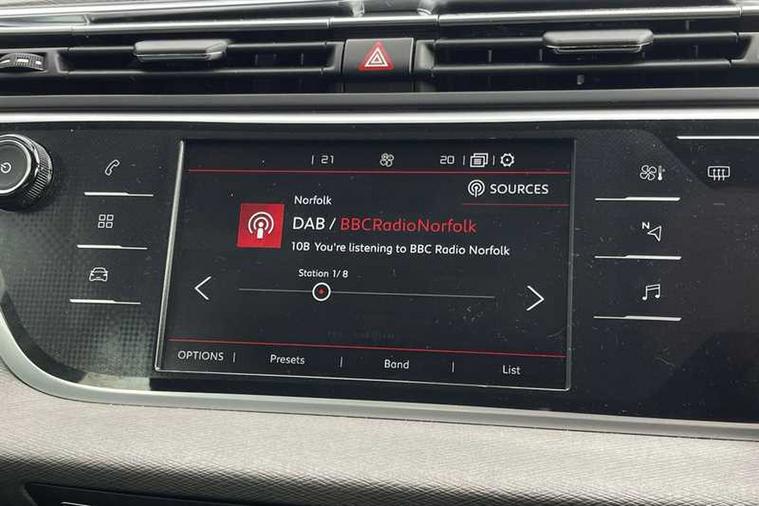 21 20
SOURCES
Norfolk
DAB / BBCRadioNorfolk
10B You're listening to BBC Radio Norfolk
Station 1/8
OPTIONS Presets Band List
N